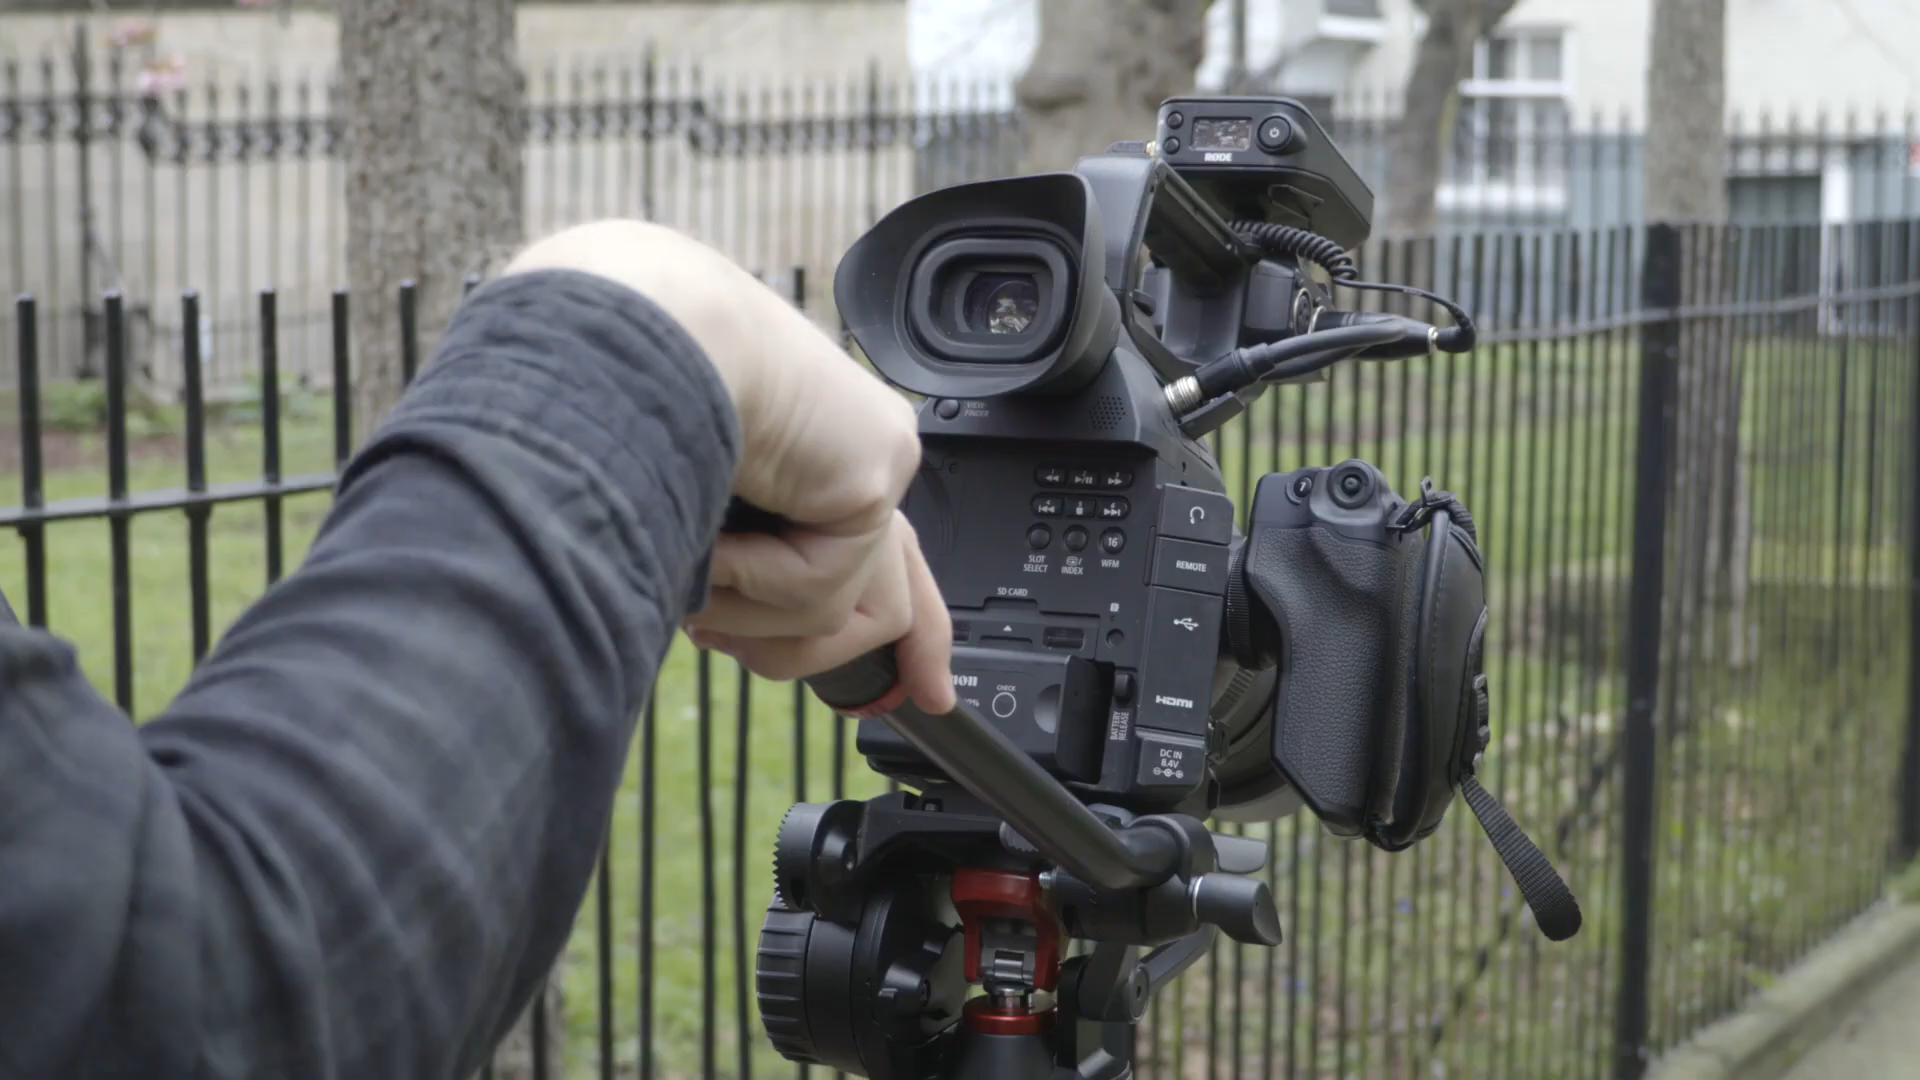 RØDE
VIEW-
FINDER
SLOT
SELECT
INDEX
16
WFM
7
REMOTE
SD CARD
CHECK
HDMI
BATTERY
RELEASE
DC IN
8.4V